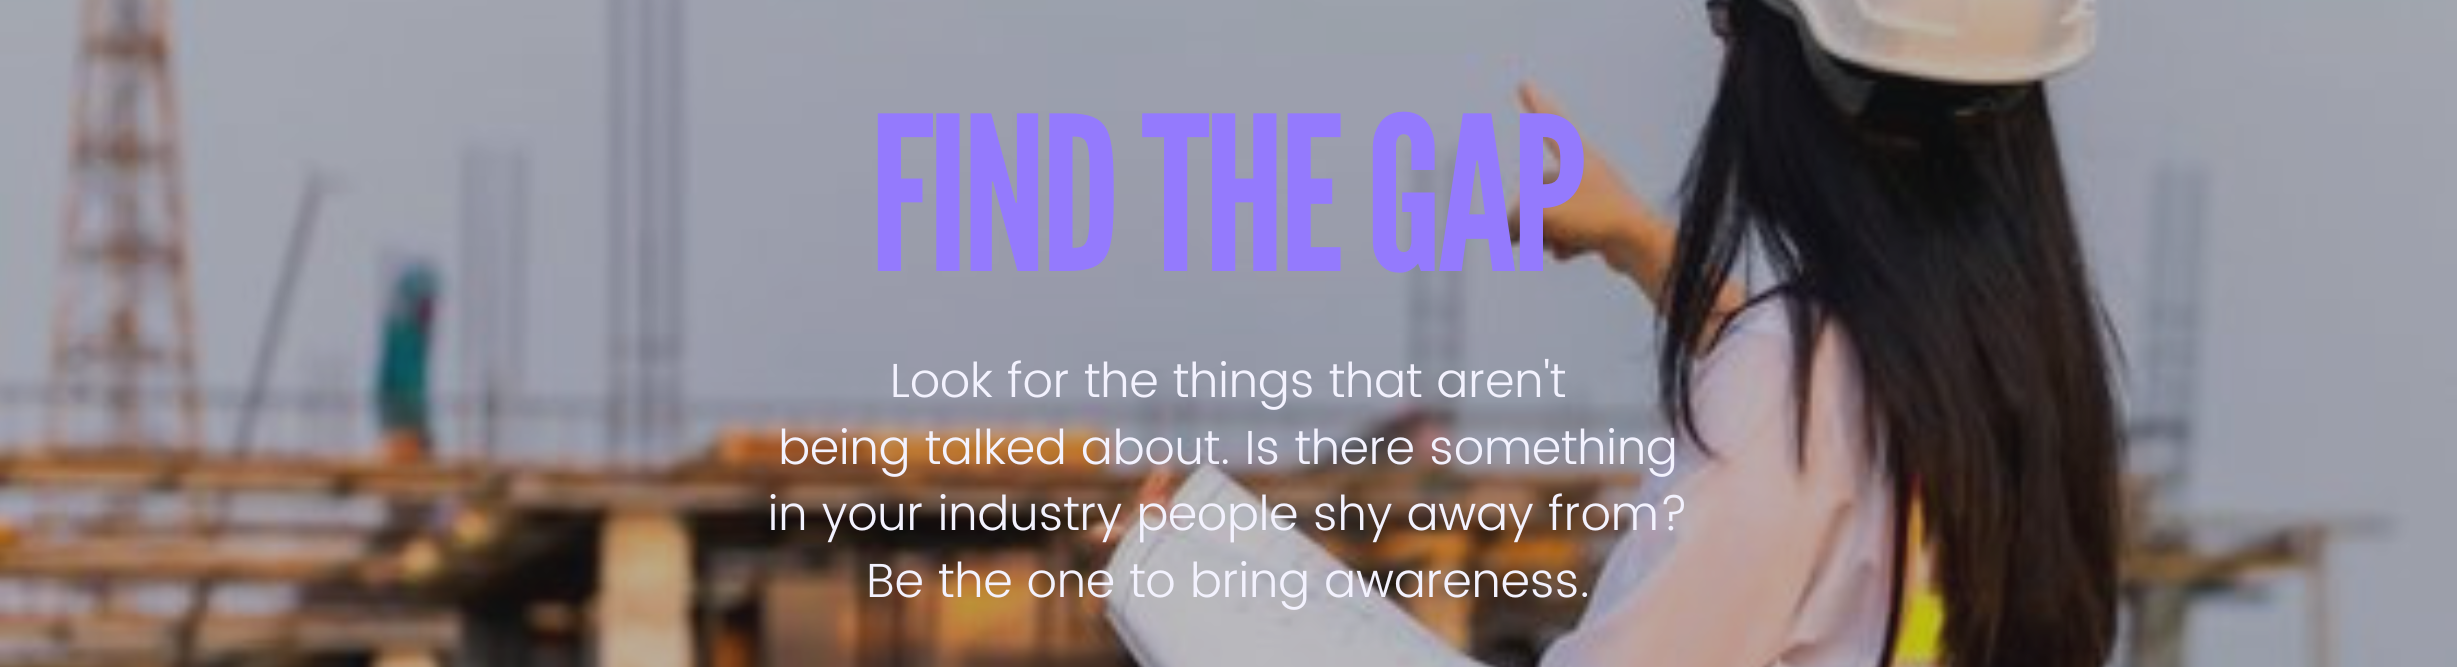 FIND THE GAP
Look for the things that aren't
being talked about. Is there something
in your industry people shy away from?
Be the one to bring awareness.